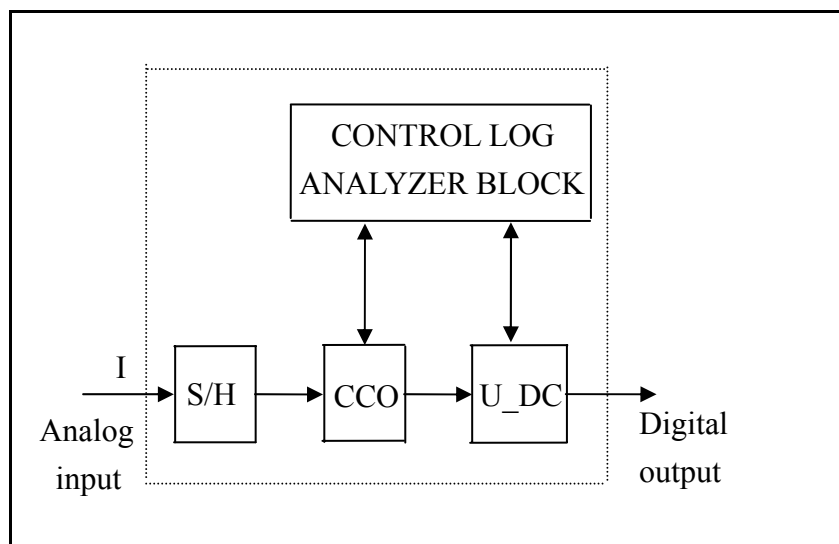 CONTROL LOG
ANALYZER BLOCK
I
S/H
CCO
U_DC
Analog
input
Digital
output